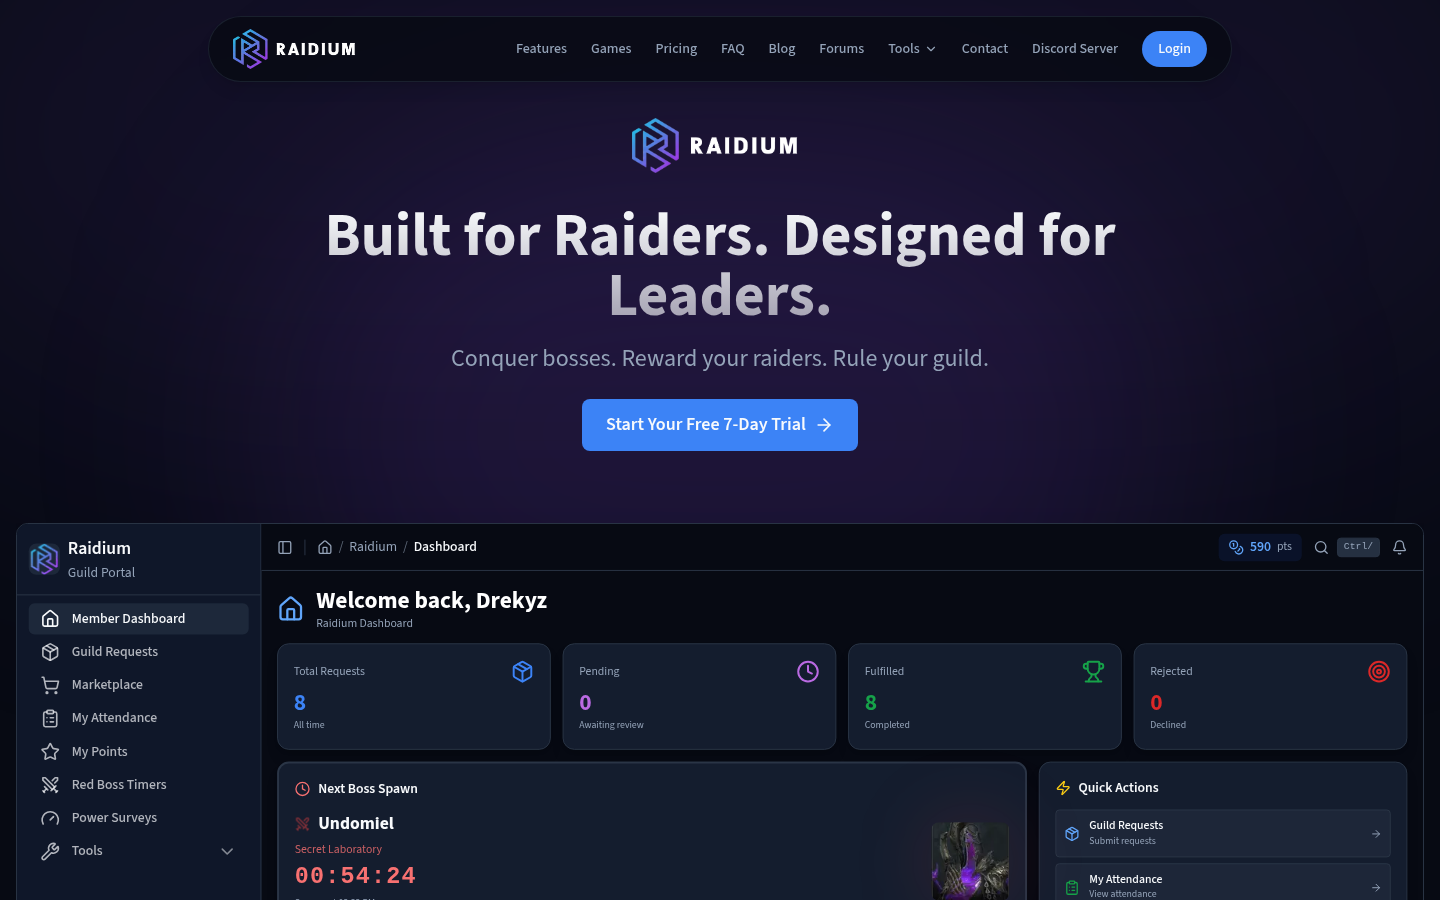 RAIDIUM
Features
Games
Pricing
FAQ
Blog
Forums
Tools
Contact
Discord Server
Login
RAIDIUM
Built for Raiders. Designed for
Leaders.
Conquer bosses. Reward your raiders. Rule your guild.
Start Your Free 7-Day Trial
Raidium
Guild Portal
Member Dashboard
Guild Requests
Marketplace
My Attendance
My Points
Red Boss Timers
Power Surveys
Tools
/ Raidium / Dashboard
590 pts
Ctrl/
Welcome back, Drekyz
Raidium Dashboard
Total Requests
8
All time
Pending
0
Awaiting review
Fulfilled
8
Completed
Rejected
0
Declined
Next Boss Spawn
Undomiel
Secret Laboratory
00:54:24
Quick Actions
Guild Requests
Submit requests
My Attendance
View attendance